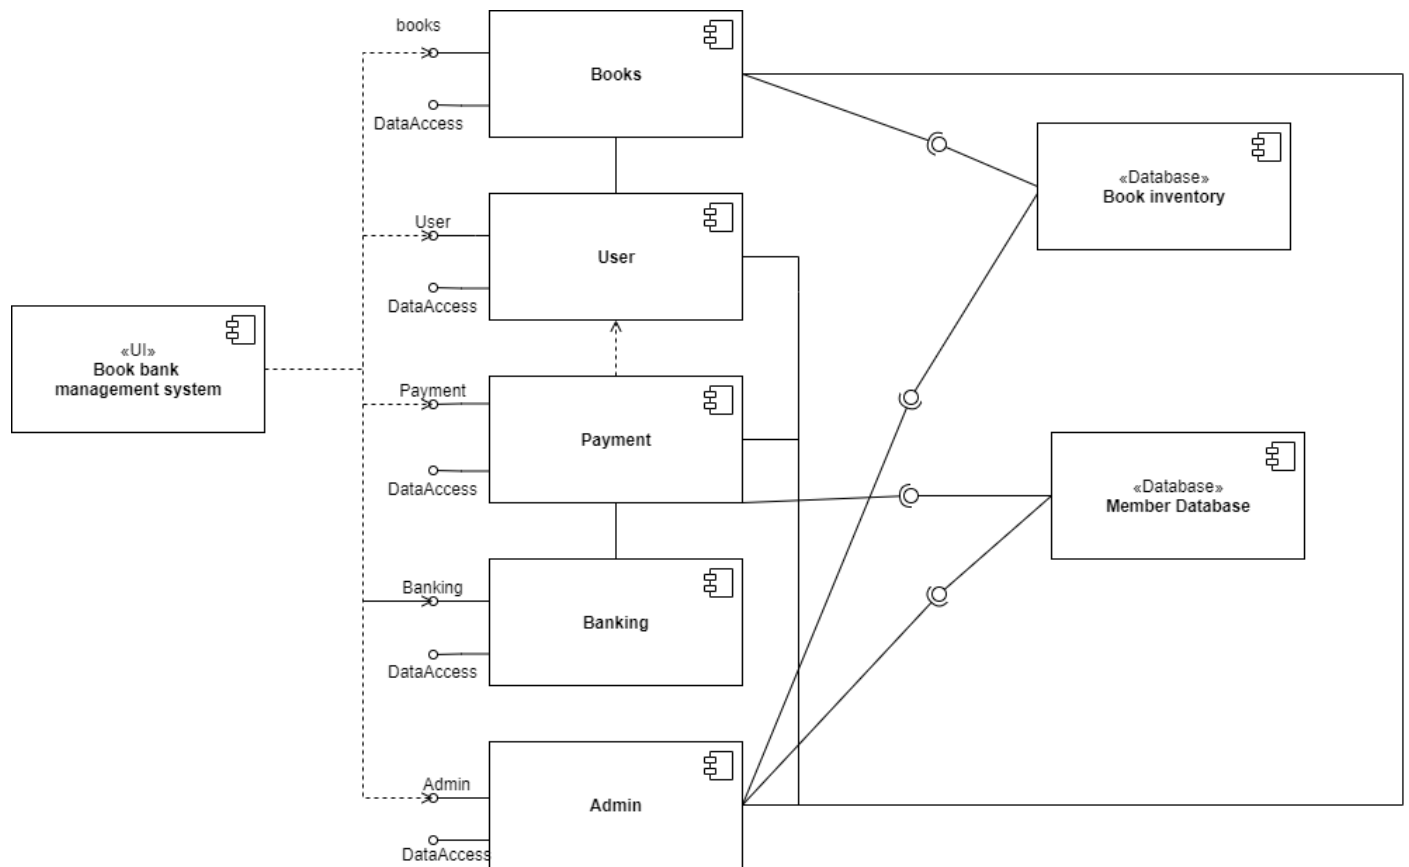 books
Books
DataAccess
«Database»
Book inventory
User
User
DataAccess
«UI»
Book bank
management system
Payment
Payment
DataAccess
«Database»
Member Database
Banking
Banking
DataAccess
Admin
Admin
DataAccess